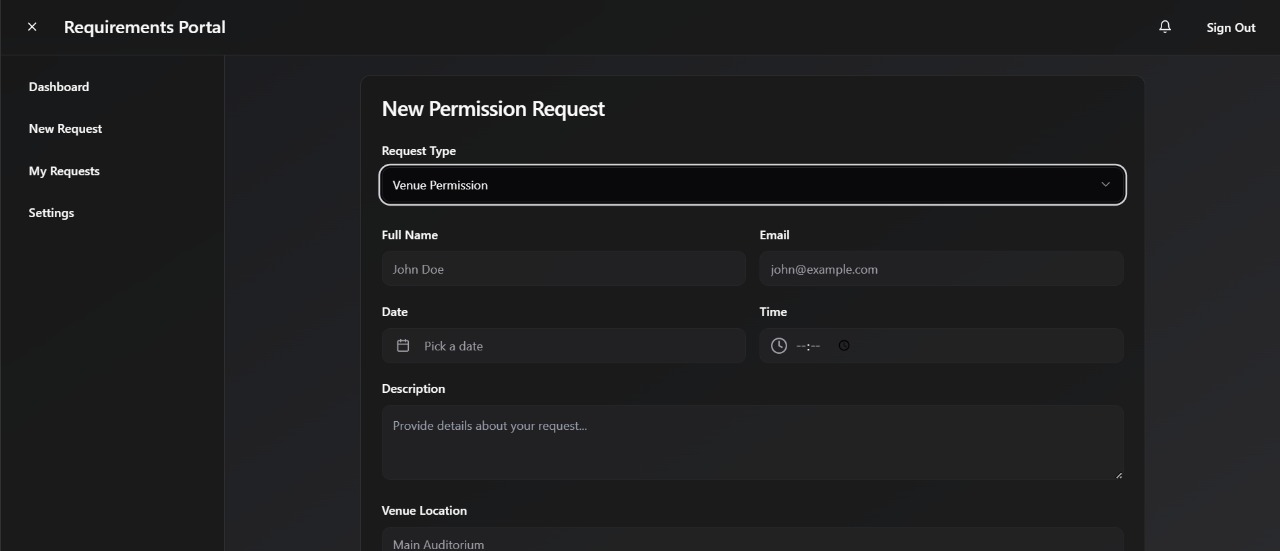 Requirements Portal
Sign Out
Dashboard
New Request
My Requests
Settings
New Permission Request
Request Type
Venue Permission
Full Name
Email
John Doe
john@example.com
Date
Time
Pick a date
--:--
Description
Provide details about your request...
Venue Location
Main Auditorium